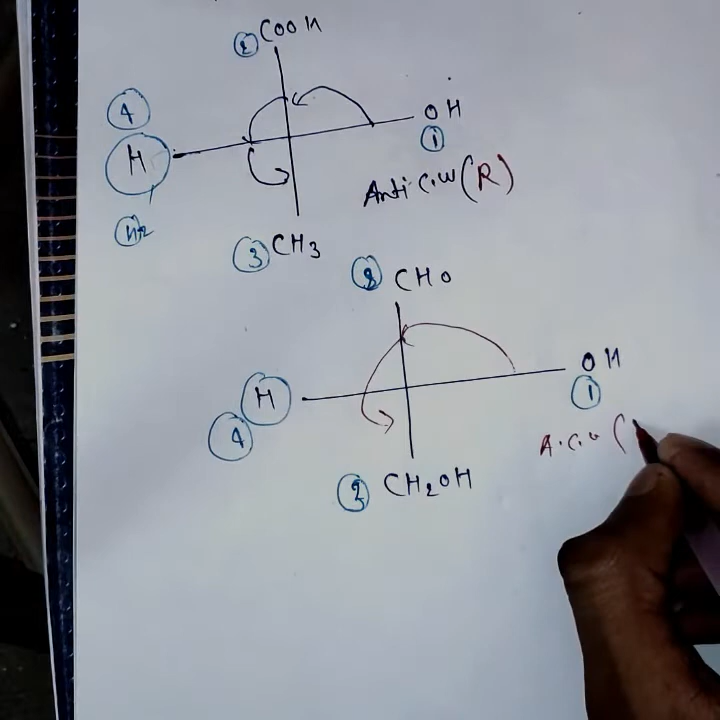 ② COOH
④
H
OH
①
Anti C.W (R)
③ CH3
③ CHO
H
OH
①
④
A.C.W (
② CH2OH